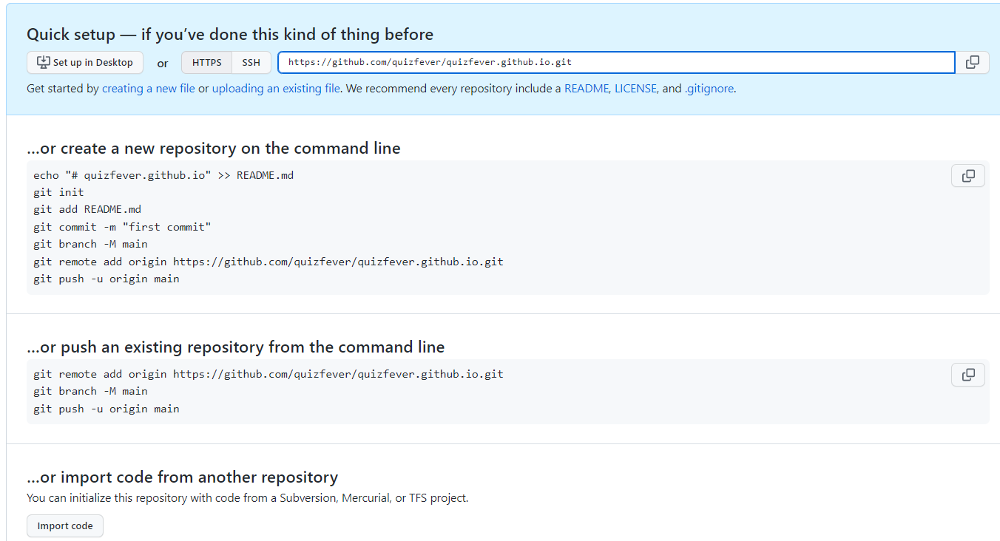 Quick setup — if you’ve done this kind of thing before
Set up in Desktop or HTTPS SSH https://github.com/quizfever/quizfever.github.io.git
Get started by creating a new file or uploading an existing file. We recommend every repository include a README, LICENSE, and .gitignore.
…or create a new repository on the command line
echo "# quizfever.github.io" >> README.md
git init
git add README.md
git commit -m "first commit"
git branch -M main
git remote add origin https://github.com/quizfever/quizfever.github.io.git
git push -u origin main
…or push an existing repository from the command line
git remote add origin https://github.com/quizfever/quizfever.github.io.git
git branch -M main
git push -u origin main
…or import code from another repository
You can initialize this repository with code from a Subversion, Mercurial, or TFS project.
Import code